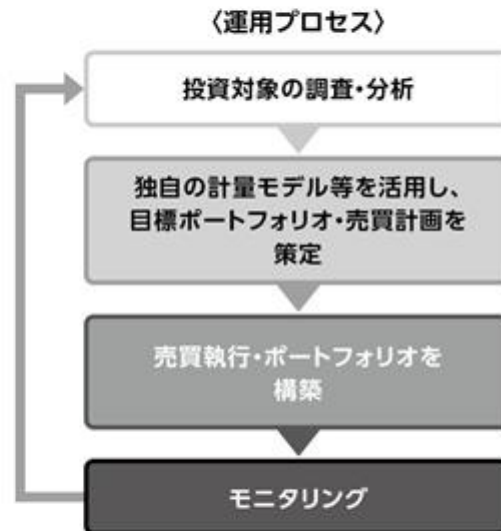 〈運用プロセス〉
投資対象の調査・分析
独自の計量モデル等を活用し、
目標ポートフォリオ・売買計画を
策定
売買執行・ポートフォリオを
構築
モニタリング